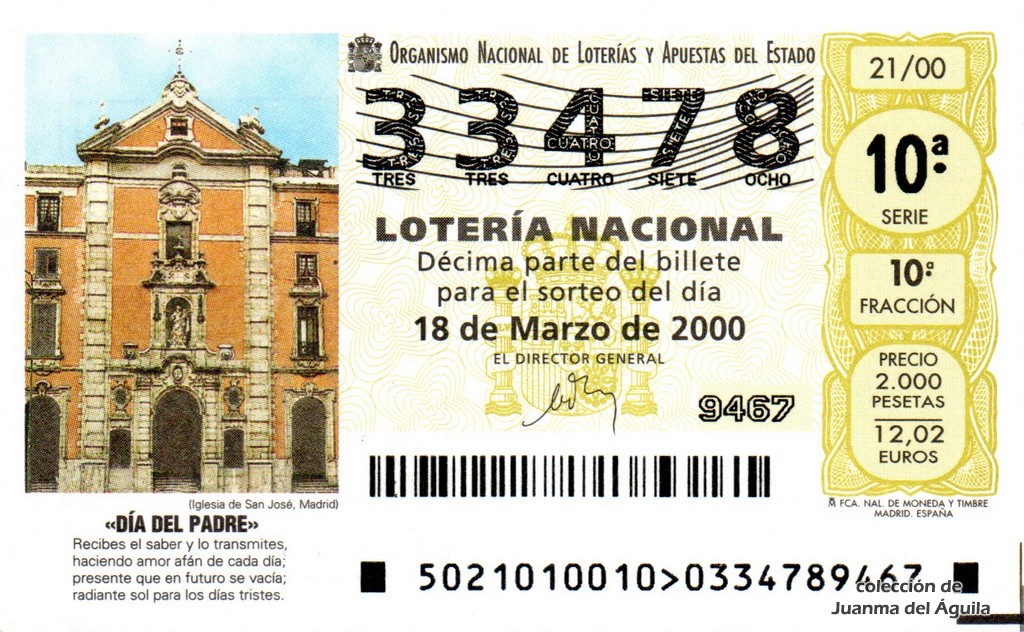 Organismo Nacional de Loterías y Apuestas del Estado
33478
TRES TRES CUATRO SIETE OCHO
LOTERÍA NACIONAL
Décima parte del billete
para el sorteo del día
18 de Marzo de 2000
EL DIRECTOR GENERAL
9467
21/00
10ª
SERIE
10ª
FRACCIÓN
PRECIO
2.000
PESETAS
12,02
EUROS
FCA. NAL. DE MONEDA Y TIMBRE
MADRID. ESPAÑA
(Iglesia de San José, Madrid)
«DÍA DEL PADRE»
Recibes el saber y lo transmites,
haciendo amor afán de cada día;
presente que en futuro se vacía;
radiante sol para los días tristes.
5021010010>0334789467
colección de
Juanma del Águila